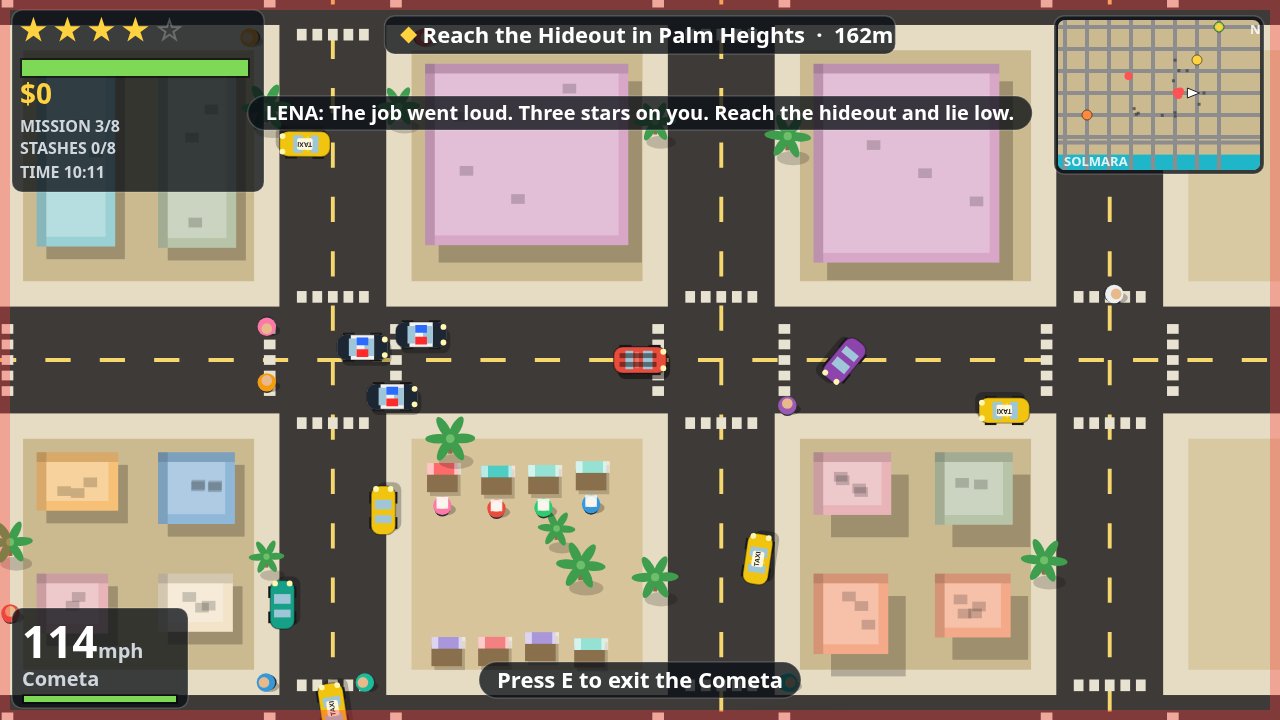 Reach the Hideout in Palm Heights · 162m
$0
MISSION 3/8
STASHES 0/8
TIME 10:11
LENA: The job went loud. Three stars on you. Reach the hideout and lie low.
N
SOLMARA
TAXI
TAXI
TAXI
TAXI
114mph
Cometa
Press E to exit the Cometa